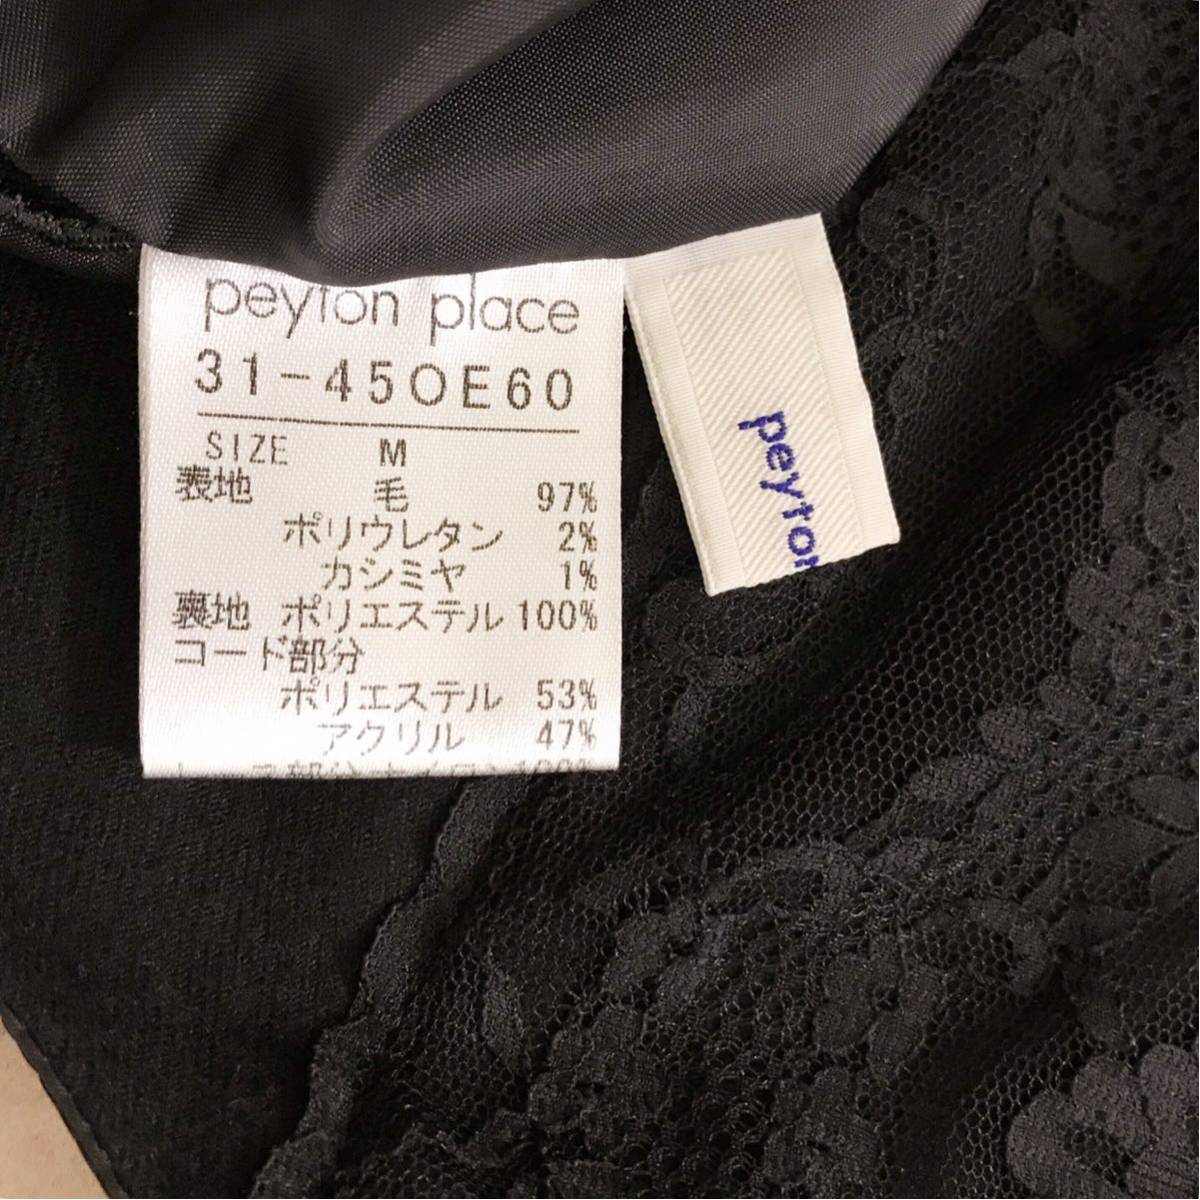 peyton place
31-450E60
SIZE M
表地 毛 97%
ポリウレタン 2%
カシミヤ 1%
裏地 ポリエステル 100%
コード部分
ポリエステル 53%
アクリル 47%
peyton